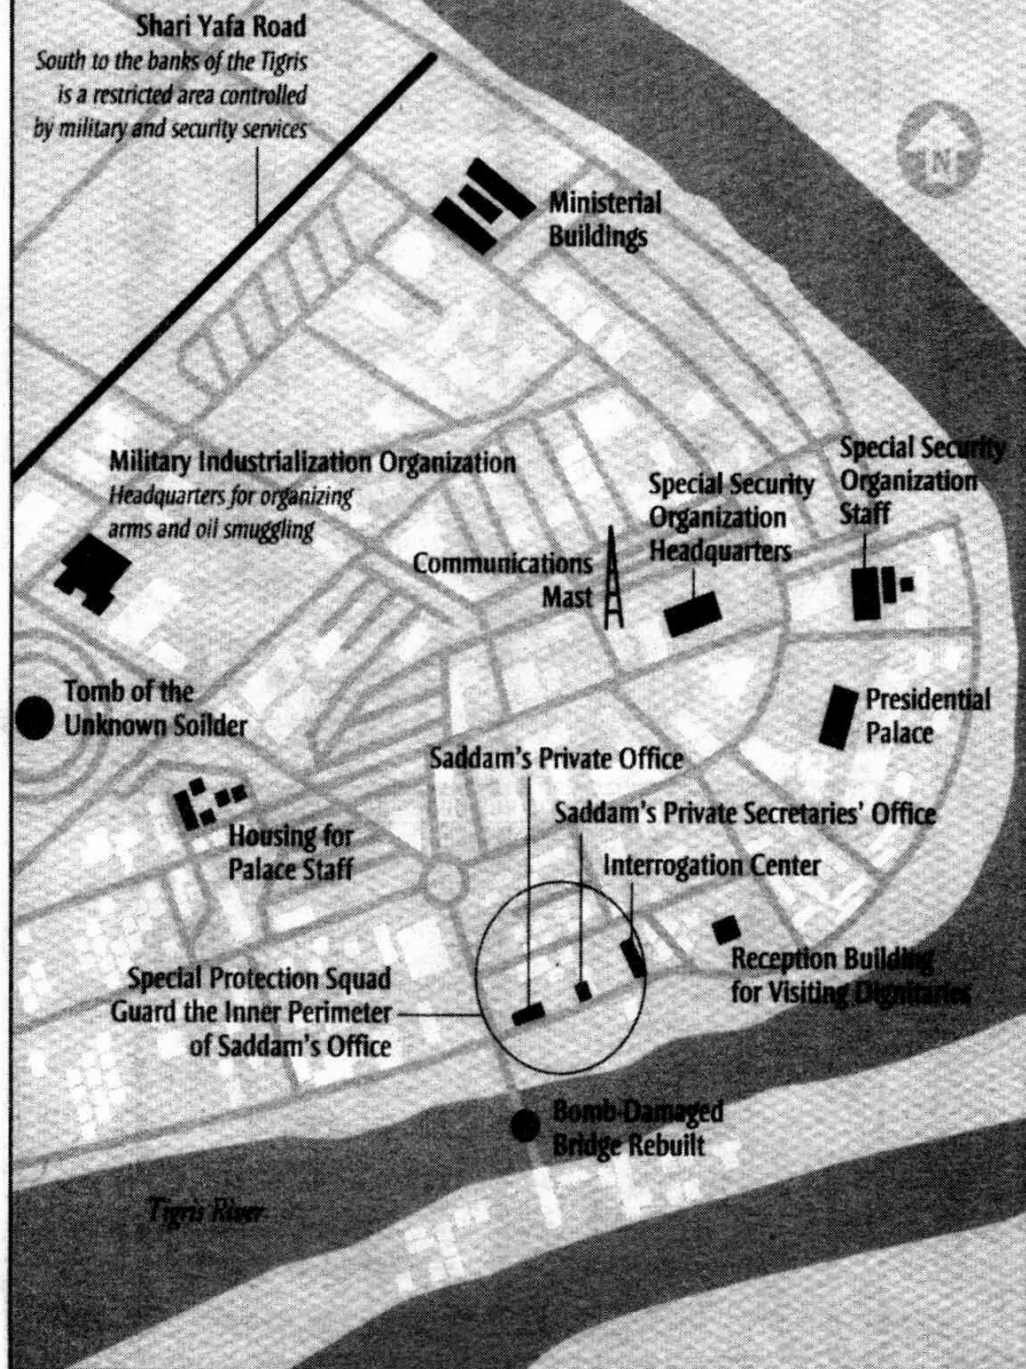 Shari Yafa Road
South to the banks of the Tigris
is a restricted area controlled
by military and security services
N
Ministerial
Buildings
Military Industrialization Organization
Headquarters for organizing
arms and oil smuggling
Special Security
Organization
Staff
Special Security
Organization
Headquarters
Communications
Mast
Tomb of the
Unknown Soilder
Presidential
Palace
Saddam's Private Office
Saddam's Private Secretaries' Office
Housing for
Palace Staff
Interrogation Center
Reception Building
for Visiting Dignitaries
Special Protection Squad
Guard the Inner Perimeter
of Saddam's Office
Bomb-Damaged
Bridge Rebuilt
Tigris River